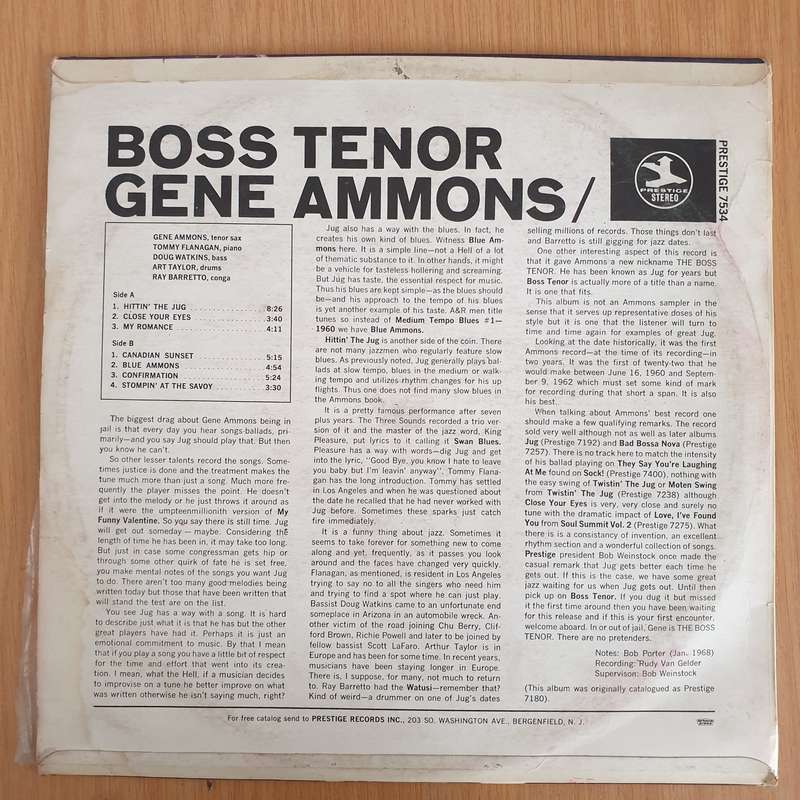 BOSS TENOR
GENE AMMONS/
PRESTIGE
STEREO
PRESTIGE 7534
GENE AMMONS, tenor sax
TOMMY FLANAGAN, piano
DOUG WATKINS, bass
ART TAYLOR, drums
RAY BARRETTO, conga
Side A
1. HITTIN' THE JUG 8:26
2. CLOSE YOUR EYES 3:40
3. MY ROMANCE 4:11
Side B
1. CANADIAN SUNSET 5:15
2. BLUE AMMONS 4:54
3. CONFIRMATION 5:24
4. STOMPIN' AT THE SAVOY 3:30
The biggest drag about Gene Ammons being in
jail is that every day you hear songs-ballads, pri-
marily—and you say Jug should play that. But then
you know he can't.
So other lesser talents record the songs. Some-
times justice is done and the treatment makes the
tune much more than just a song. Much more fre-
quently the player misses the point. He doesn't
get into the melody or he just throws it around as
if it were the umpteenmillionith version of My
Funny Valentine. So you say there is still time. Jug
will get out someday — maybe. Considering the
length of time he has been in, it may take too long.
But just in case some congressman gets hip or
through some other quirk of fate he is set free,
you make mental notes of the songs you want Jug
to do. There aren't too many good melodies being
written today but those that have been written that
will stand the test are on the list.
You see Jug has a way with a song. It is hard
to describe just what it is that he has but the other
great players have had it. Perhaps it is just an
emotional commitment to music. By that I mean
that if you play a song you have a little bit of respect
for the time and effort that went into its crea-
tion. I mean, what the Hell, if a musician decides
to improvise on a tune he better improve on what
was written otherwise he isn't saying much, right?
Jug also has a way with the blues. In fact, he
creates his own kind of blues. Witness Blue Am-
mons here. It is a simple line—not a Hell of a lot
of thematic substance to it. In other hands, it might
be a vehicle for tasteless hollering and screaming.
But Jug has taste, the essential respect for music.
Thus his blues are kept simple—as the blues should
be—and his approach to the tempo of his blues
is yet another example of his taste. A&R men title
tunes so instead of Medium Tempo Blues #1—
1960 we have Blue Ammons.
Hittin' The Jug is another side of the coin. There
are not many jazzmen who regularly feature slow
blues. As previously noted, Jug generally plays bal-
lads at slow tempo, blues in the medium or walk-
ing tempo and utilizes rhythm changes for his up
flights. Thus one does not find many slow blues in
the Ammons book.
It is a pretty famous performance after seven
plus years. The Three Sounds recorded a trio ver-
sion of it and the master of the jazz word, King
Pleasure, put lyrics to it calling it Swan Blues.
Pleasure has a way with words—dig Jug and get
into the lyric, "Good Bye, you know I hate to leave
you baby but I'm leavin' anyway". Tommy Flana-
gan has the long introduction. Tommy has settled
in Los Angeles and when he was questioned about
the date he recalled that he had never worked with
Jug before. Sometimes these sparks just catch
fire immediately.
It is a funny thing about jazz. Sometimes it
seems to take forever for something new to come
along and yet, frequently, as it passes you look
around and the faces have changed very quickly.
Flanagan, as mentioned, is resident in Los Angeles
trying to say no to all the singers who need him
and trying to find a spot where he can just play.
Bassist Doug Watkins came to an unfortunate end
someplace in Arizona in an automobile wreck. An-
other victim of the road joining Chu Berry, Clif-
ford Brown, Richie Powell and later to be joined by
fellow bassist Scott LaFaro. Arthur Taylor is in
Europe and has been for some time. In recent years,
musicians have been staying longer in Europe.
There is, I suppose, for many, not much to return
to. Ray Barretto had the Watusi—remember that?
Kind of weird—a drummer on one of Jug's dates
selling millions of records. Those things don't last
and Barretto is still gigging for jazz dates.
One other interesting aspect of this record is
that it gave Ammons a new nickname THE BOSS
TENOR. He has been known as Jug for years but
Boss Tenor is actually more of a title than a name.
It is one that fits.
This album is not an Ammons sampler in the
sense that it serves up representative doses of his
style but it is one that the listener will turn to
time and time again for examples of great Jug.
Looking at the date historically, it was the first
Ammons record—at the time of its recording—in
two years. It was the first of twenty-two that he
would make between June 16, 1960 and Septem-
ber 9, 1962 which must set some kind of mark
for recording during that short a span. It is also
his best.
When talking about Ammons' best record one
should make a few qualifying remarks. The record
sold very well although not as well as later albums
Jug (Prestige 7192) and Bad Bossa Nova (Prestige
7257). There is no track here to match the intensity
of his ballad playing on They Say You're Laughing
At Me found on Sock! (Prestige 7400), nothing with
the easy swing of Twistin' The Jug or Moten Swing
from Twistin' The Jug (Prestige 7238) although
Close Your Eyes is very, very close and surely no
tune with the dramatic impact of Love, I've Found
You from Soul Summit Vol. 2 (Prestige 7275). What
there is is a consistancy of invention, an excellent
rhythm section and a wonderful collection of songs.
Prestige president Bob Weinstock once made the
casual remark that Jug gets better each time he
gets out. If this is the case, we have some great
jazz waiting for us when Jug gets out. Until then
pick up on Boss Tenor. If you dug it but missed
it the first time around then you have been waiting
for this release and if this is your first encounter,
welcome aboard. In or out of jail, Gene is THE BOSS
TENOR. There are no pretenders.
Notes: Bob Porter (Jan. 1968)
Recording: Rudy Van Gelder
Supervison: Bob Weinstock
(This album was originally catalogued as Prestige
7180).
For free catalog send to PRESTIGE RECORDS INC., 203 SO. WASHINGTON AVE., BERGENFIELD, N. J.